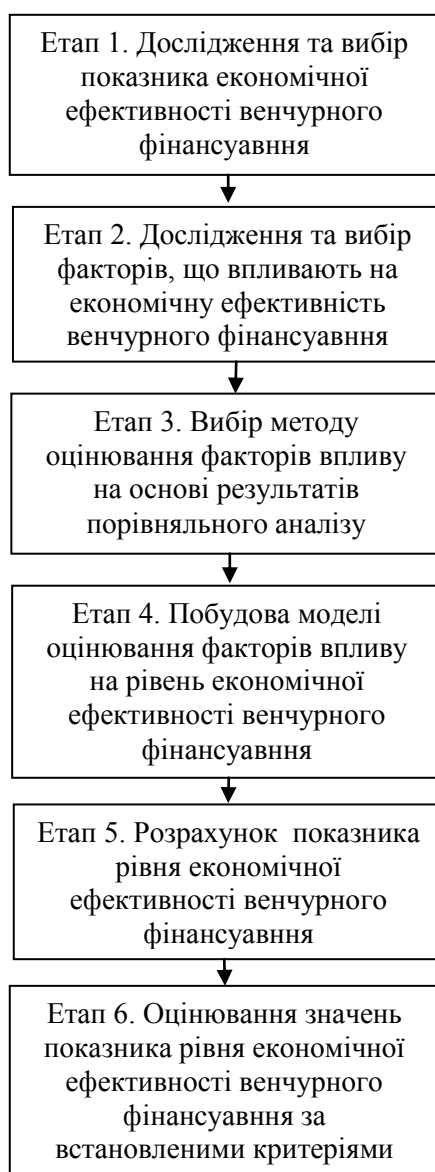 Етап 1. Дослідження та вибір
показника економічної
ефективності венчурного
фінансуавння
Етап 2. Дослідження та вибір
факторів, що впливають на
економічну ефективність
венчурного фінансуавння
Етап 3. Вибір методу
оцінювання факторів впливу
на основі результатів
порівняльного аналізу
Етап 4. Побудова моделі
оцінювання факторів впливу
на рівень економічної
ефективності венчурного
фінансуавння
Етап 5. Розрахунок показника
рівня економічної
ефективності венчурного
фінансуавння
Етап 6. Оцінювання значень
показника рівня економічної
ефективності венчурного
фінансуавння за
встановленими критеріями